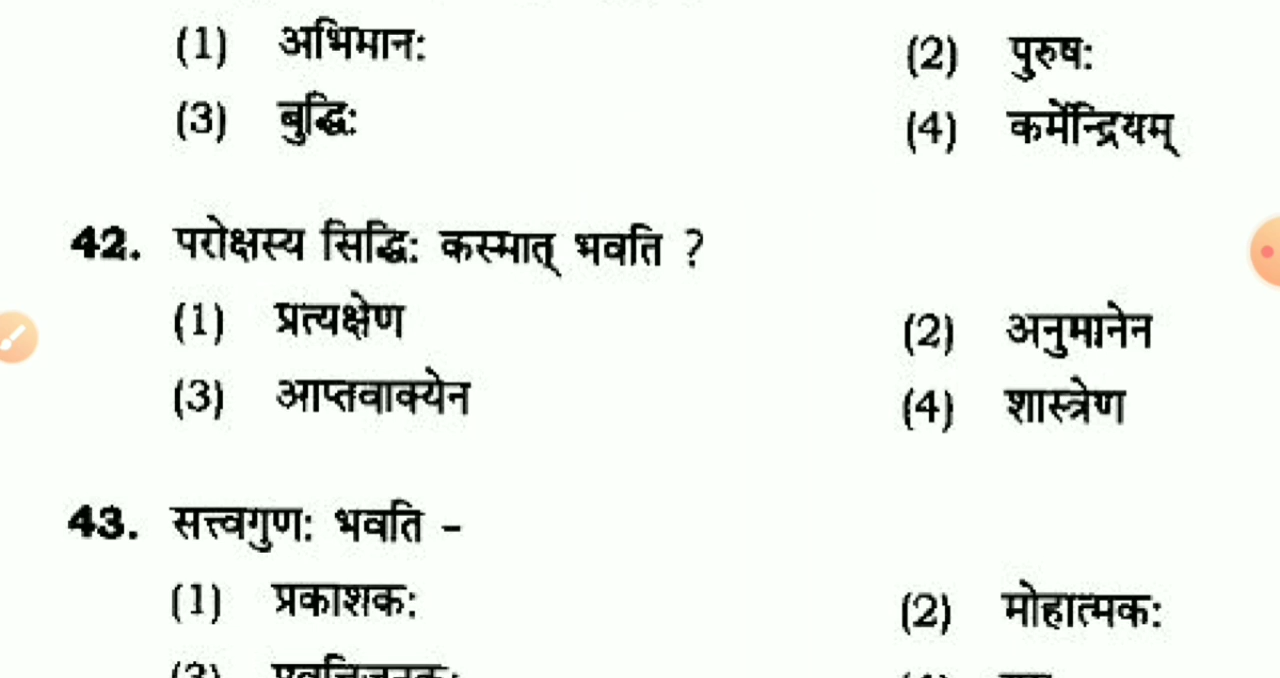 (1) अभिमानः (2) पुरुषः
(3) बुद्धिः (4) कर्मेन्द्रियम्
42. परोक्षस्य सिद्धिः कस्मात् भवति ?
(1) प्रत्यक्षेण (2) अनुमानेन
(3) आप्तवाक्येन (4) शास्त्रेण
43. सत्त्वगुणः भवति –
(1) प्रकाशकः (2) मोहात्मकः